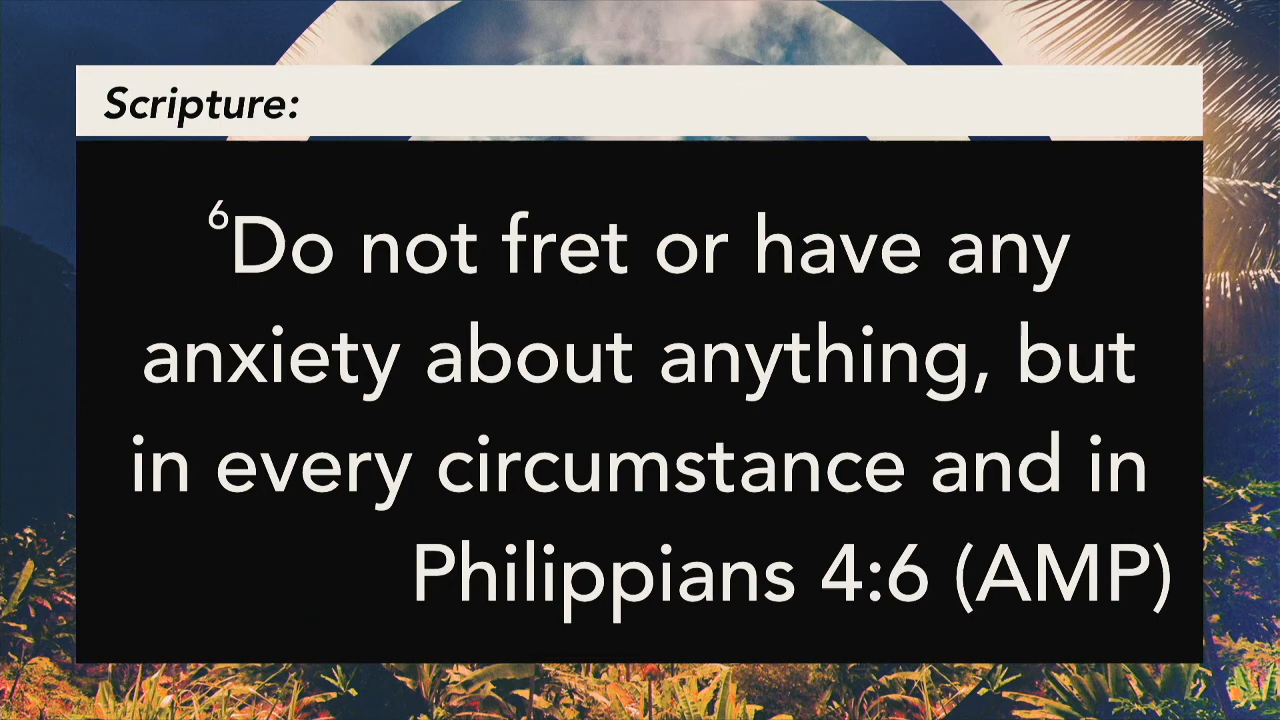 Scripture:
⁶Do not fret or have any
anxiety about anything, but
in every circumstance and in
Philippians 4:6 (AMP)